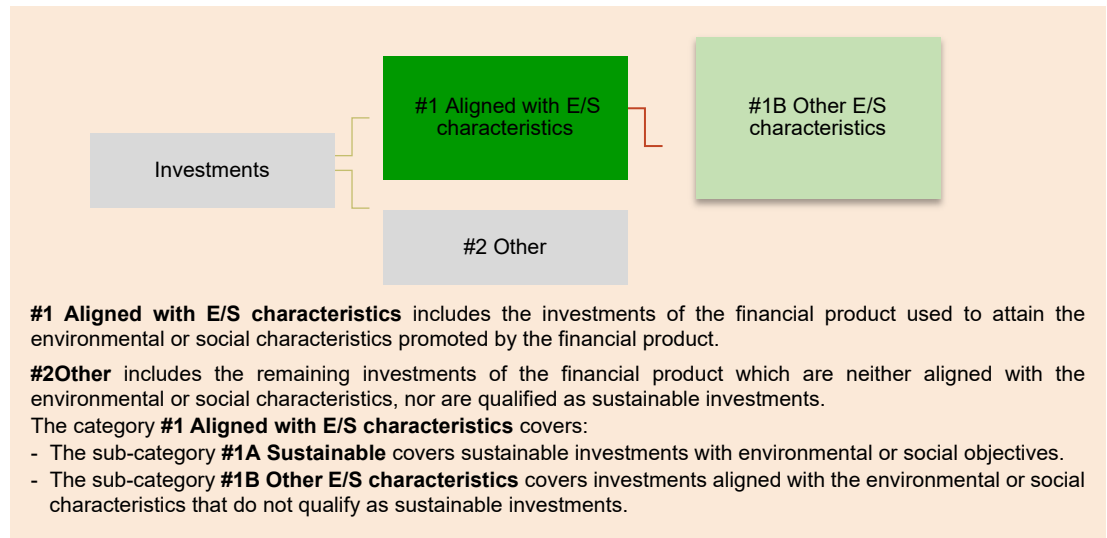 #1 Aligned with E/S
characteristics
#1B Other E/S
characteristics
Investments
#2 Other
#1 Aligned with E/S characteristics includes the investments of the financial product used to attain the
environmental or social characteristics promoted by the financial product.
#2Other includes the remaining investments of the financial product which are neither aligned with the
environmental or social characteristics, nor are qualified as sustainable investments.
The category #1 Aligned with E/S characteristics covers:
- The sub-category #1A Sustainable covers sustainable investments with environmental or social objectives.
- The sub-category #1B Other E/S characteristics covers investments aligned with the environmental or social
characteristics that do not qualify as sustainable investments.